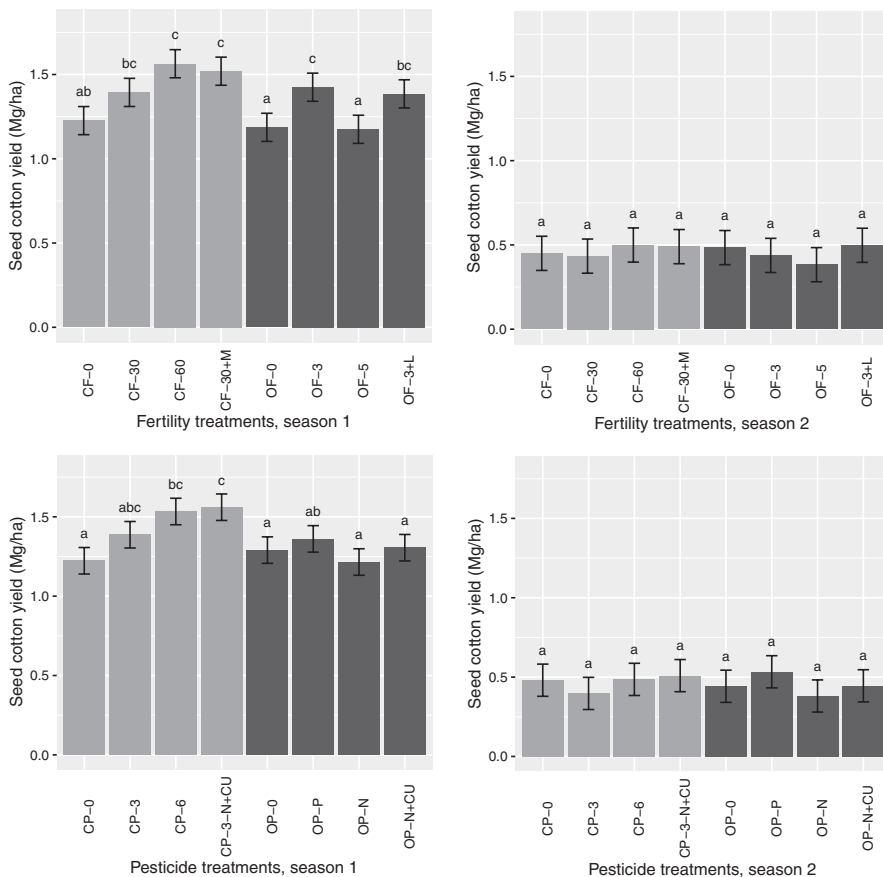 Seed cotton yield (Mg/ha)
1.5
1.0
0.5
0.0
ab
bc
c
c
a
c
a
bc
CF−0
CF−30
CF−60
CF−30+M
OF−0
OF−3
OF−5
OF−3+L
Fertility treatments, season 1
Seed cotton yield (Mg/ha)
1.5
1.0
0.5
0.0
a
a
a
a
a
a
a
a
CF−0
CF−30
CF−60
CF−30+M
OF−0
OF−3
OF−5
OF−3+L
Fertility treatments, season 2
Seed cotton yield (Mg/ha)
1.5
1.0
0.5
0.0
a
abc
bc
c
a
ab
a
a
CP−0
CP−3
CP−6
CP−3−N+CU
OP−0
OP−P
OP−N
OP−N+CU
Pesticide treatments, season 1
Seed cotton yield (Mg/ha)
1.5
1.0
0.5
0.0
a
a
a
a
a
a
a
a
CP−0
CP−3
CP−6
CP−3−N+CU
OP−0
OP−P
OP−N
OP−N+CU
Pesticide treatments, season 2